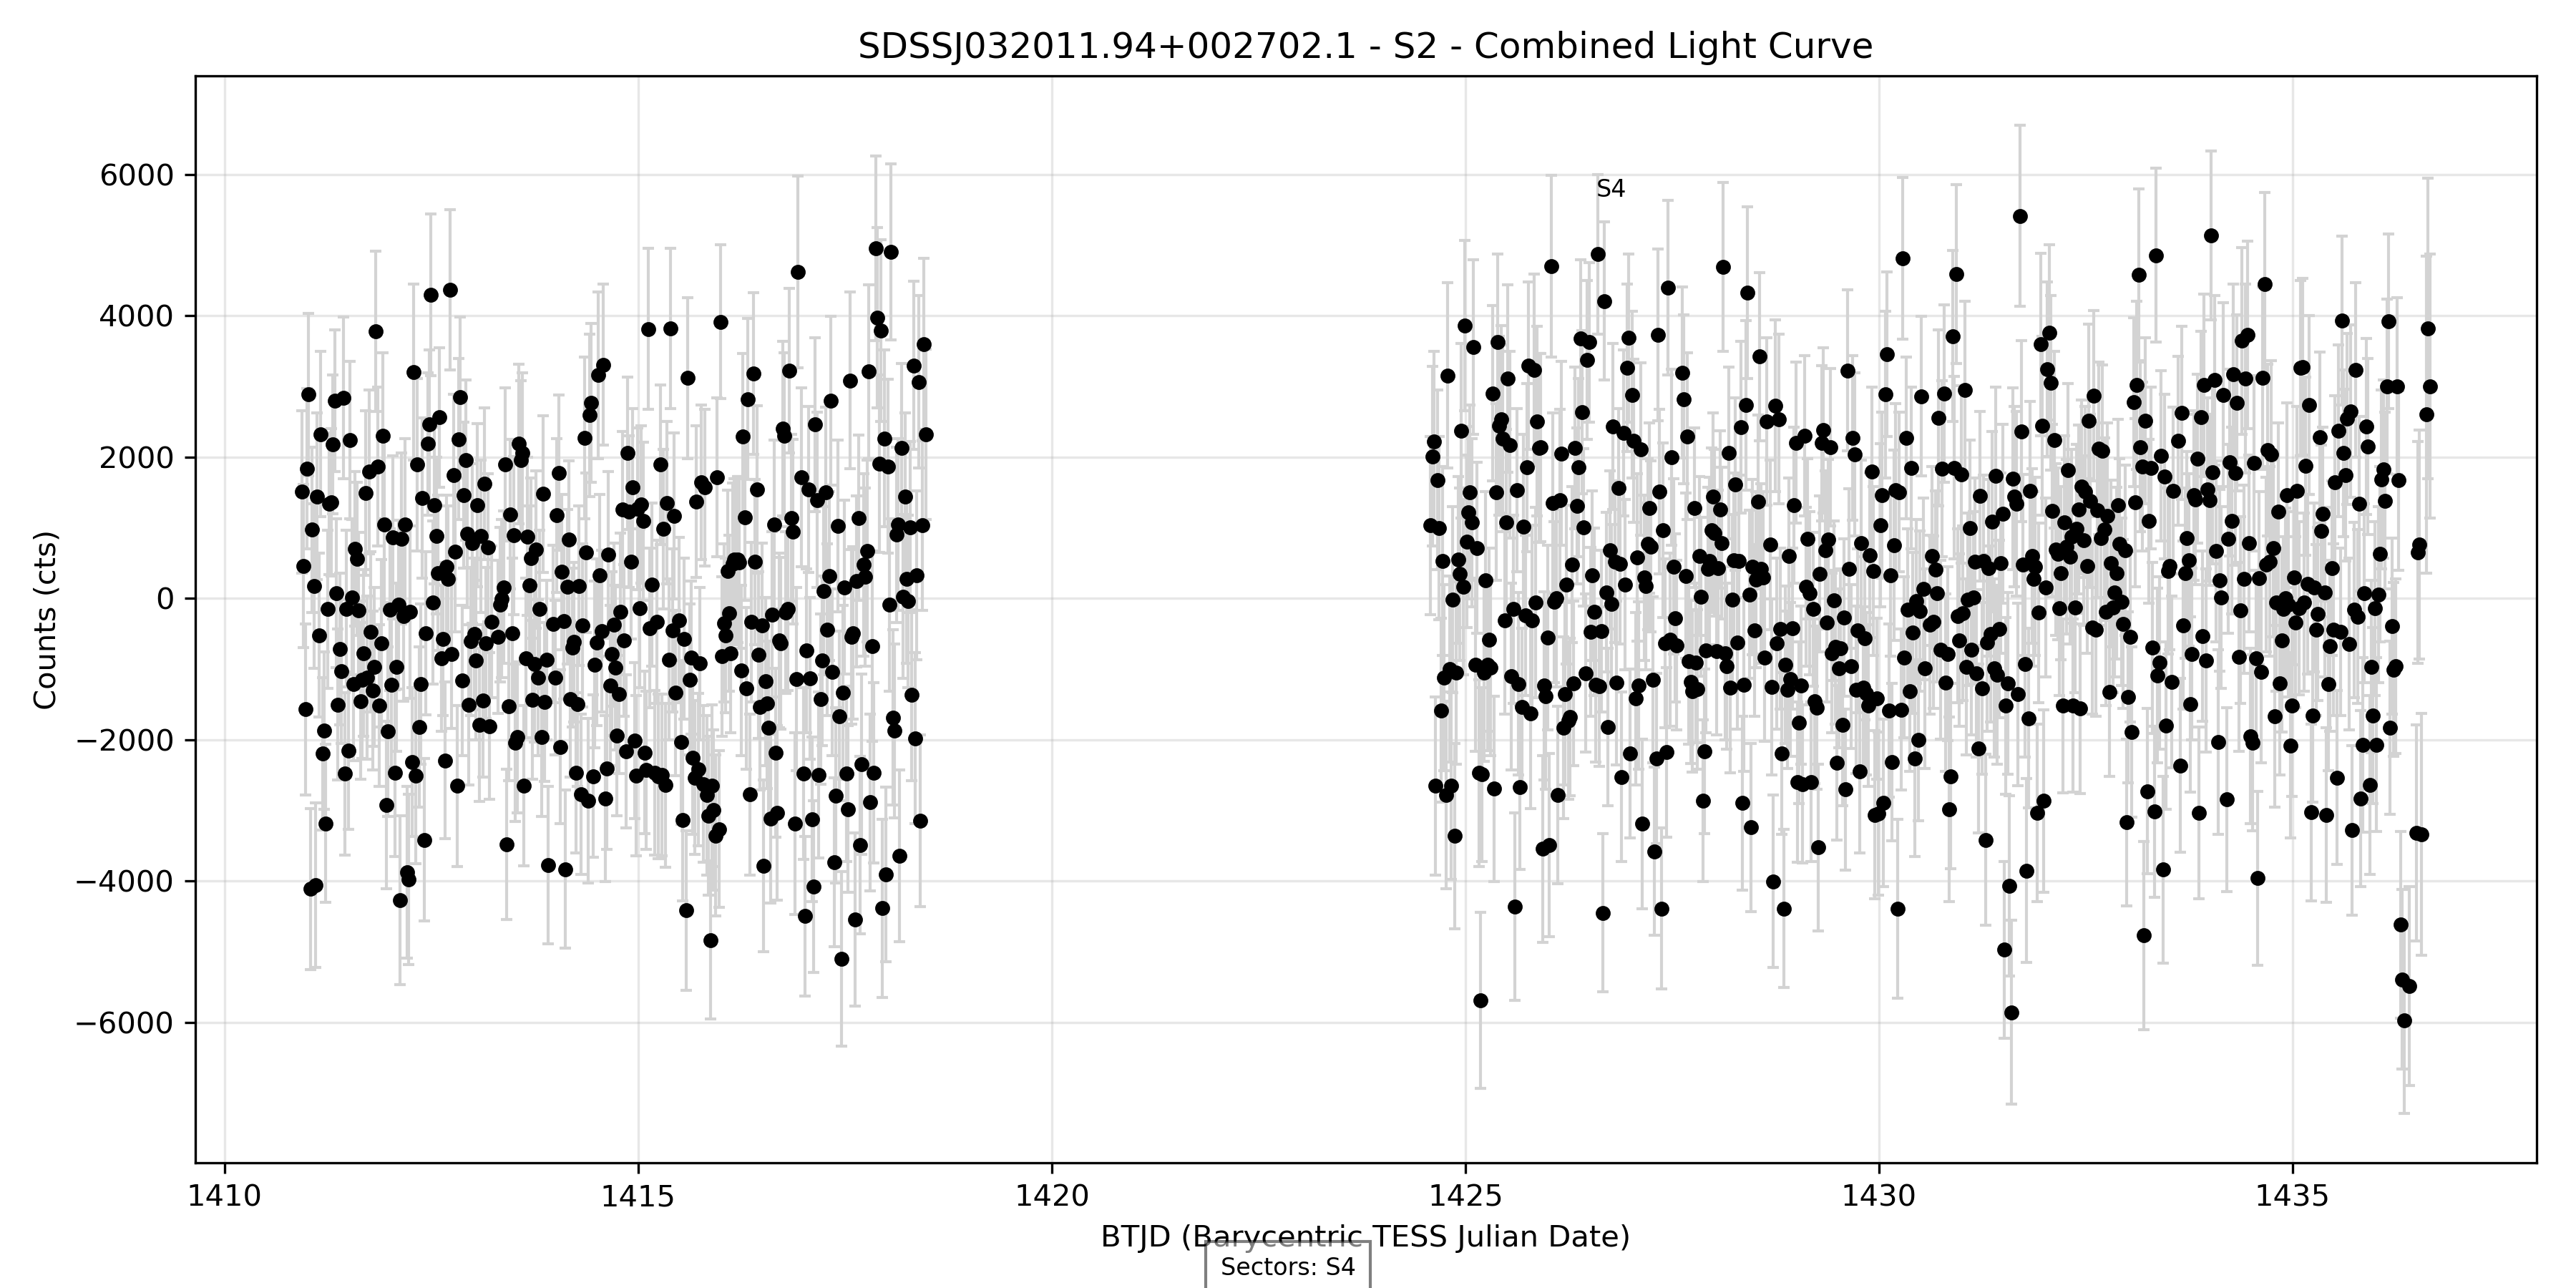 SDSSJ032011.94+002702.1 - S2 - Combined Light Curve
6000
4000
2000
0
−2000
−4000
−6000
Counts (cts)
S4
1410
1415
1420
1425
1430
1435
BTJD (Barycentric TESS Julian Date)
Sectors: S4